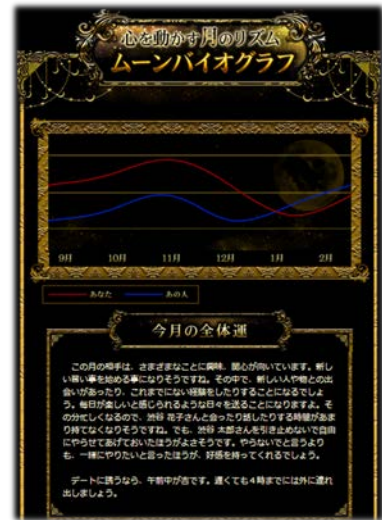 心を動かす月のリズム
ムーンバイオグラフ
9月 10月 11月 12月 1月 2月
あなた あの人
今月の全体運
この月の相手は、さまざまなことに興味、関心が向いています。新し
い習い事を始める事になりそうですね。その中で、新しい人や物との出
会いがあったり、これまでにない経験をしたりすることになるでしょ
う。毎日が楽しいと感じられるような日々を送ることになりますよ。そ
の分忙しくなるので、渋谷 花子さんと会ったり話したりする時間があま
り持てなくなりそうですね。でも、渋谷 太郎さんを引き止めないで自由
にやらせてあげておいたほうがよさそうです。やらないでと言うより
も、一緒にやりたいと言ったほうが、好感を持ってくれるでしょう。
デートに誘うなら、午前中が吉です。遅くても４時までには外に連れ
出しましょう。